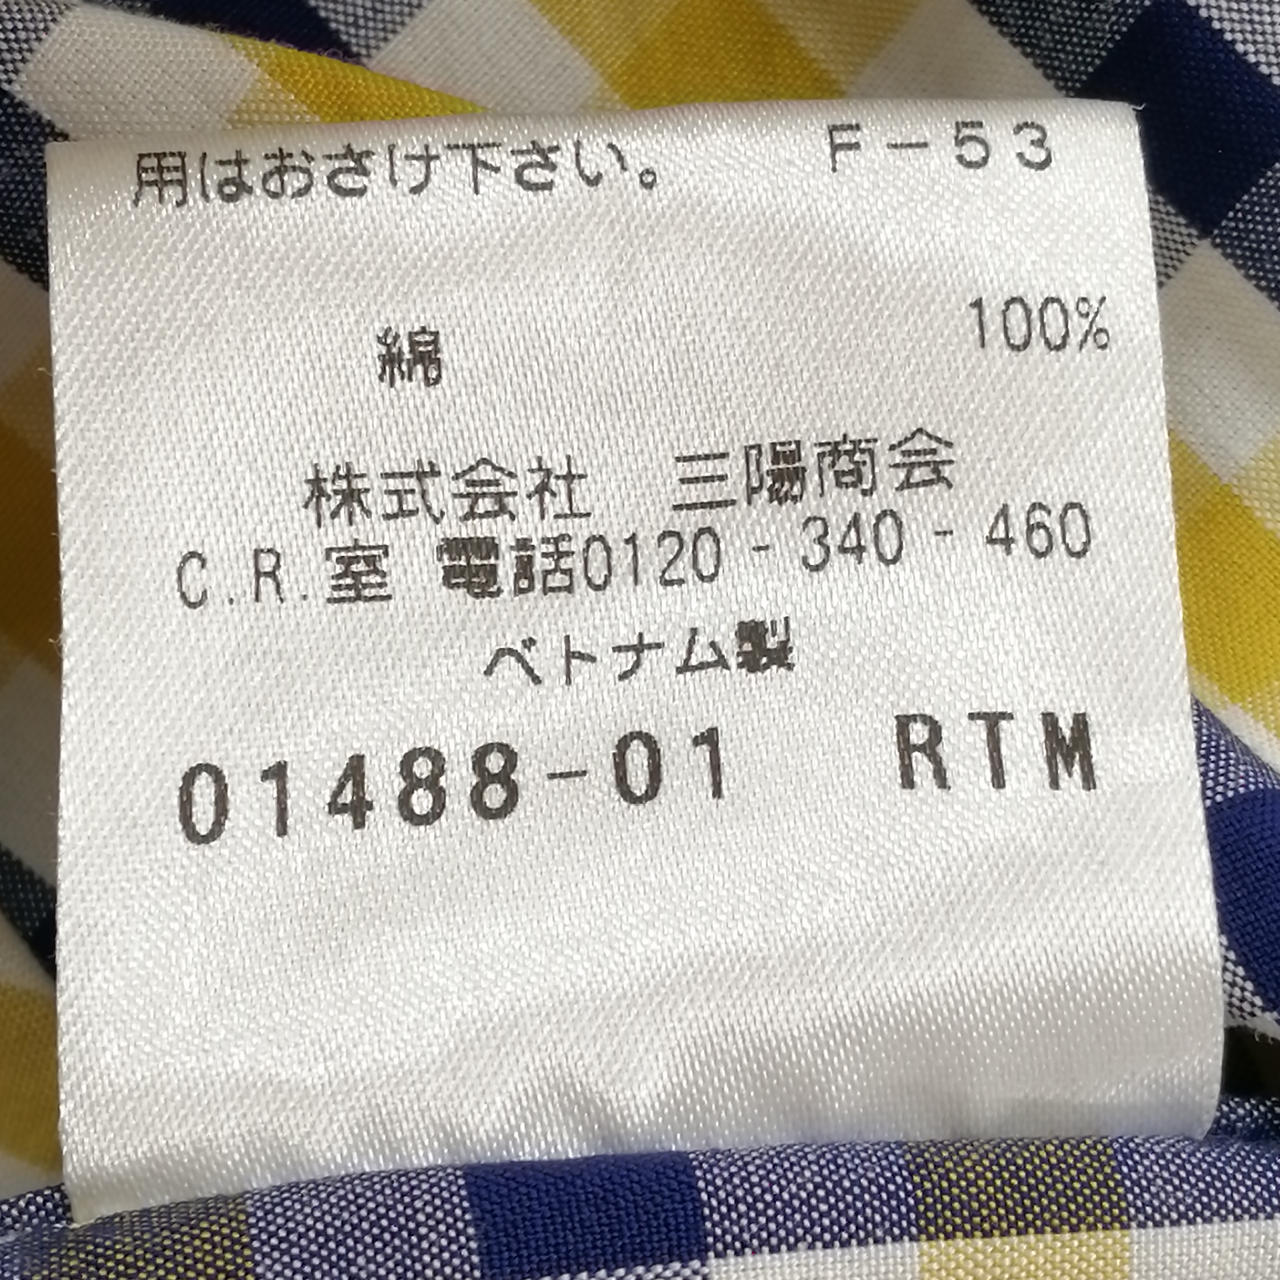 用はおさけ下さい。 F-53
綿 100%
株式会社 三陽商会
C.R.室 電話0120-340-460
ベトナム製
01488-01 RTM